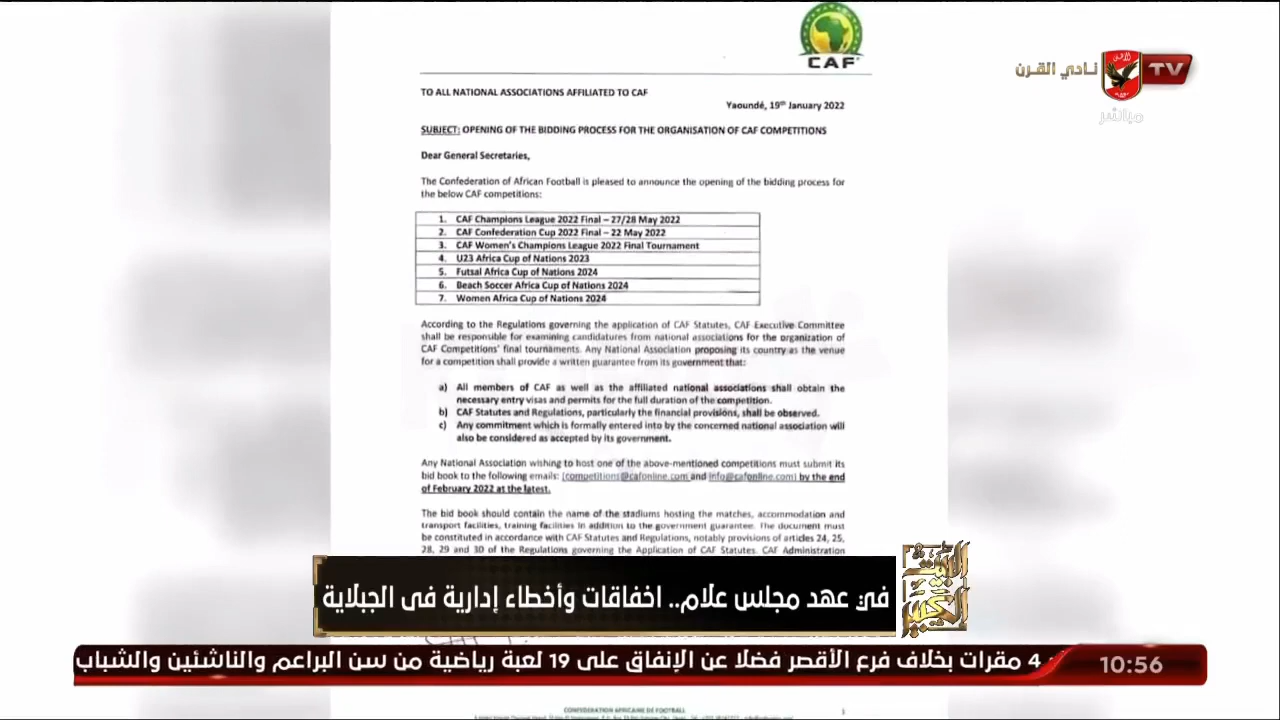 CAF
TO ALL NATIONAL ASSOCIATIONS AFFILIATED TO CAF
Yaoundé, 19th January 2022
SUBJECT: OPENING OF THE BIDDING PROCESS FOR THE ORGANISATION OF CAF COMPETITIONS
Dear General Secretaries,
The Confederation of African Football is pleased to announce the opening of the bidding process for
the below CAF competitions:
1. CAF Champions League 2022 Final – 27/28 May 2022
2. CAF Confederation Cup 2022 Final – 22 May 2022
3. CAF Women's Champions League 2022 Final Tournament
4. U23 Africa Cup of Nations 2023
5. Futsal Africa Cup of Nations 2024
6. Beach Soccer Africa Cup of Nations 2024
7. Women Africa Cup of Nations 2024
According to the Regulations governing the application of CAF Statutes, CAF Executive Committee
shall be responsible for examining candidatures from national associations for the organization of
CAF Competitions' final tournaments. Any National Association proposing its country as the venue
for a competition shall provide a written guarantee from its government that:
a) All members of CAF as well as the affiliated national associations shall obtain the
necessary entry visas and permits for the full duration of the competition.
b) CAF Statutes and Regulations, particularly the financial provisions, shall be observed.
c) Any commitment which is formally entered into by the concerned national association will
also be considered as accepted by its government.
Any National Association wishing to host one of the above-mentioned competitions must submit its
bid book to the following emails: (competitions@cafonline.com and info@cafonline.com) by the end
of February 2022 at the latest.
The bid book should contain the name of the stadiums hosting the matches, accommodation and
transport facilities, training facilities in addition to the government guarantee. The document must
be constituted in accordance with CAF Statutes and Regulations, notably provisions of articles 24, 25,
28, 29 and 30 of the Regulations governing the Application of CAF Statutes. CAF Administration
نادي القرن
TV
مباشر
في عهد مجلس علام.. اخفاقات وأخطاء إدارية فى الجبلاية
4 مقرات بخلاف فرع الأقصر فضلا عن الإنفاق على 19 لعبة رياضية من سن البراعم والناشئين والشباب
10:56
CONFEDERATION AFRICAINE DE FOOTBALL